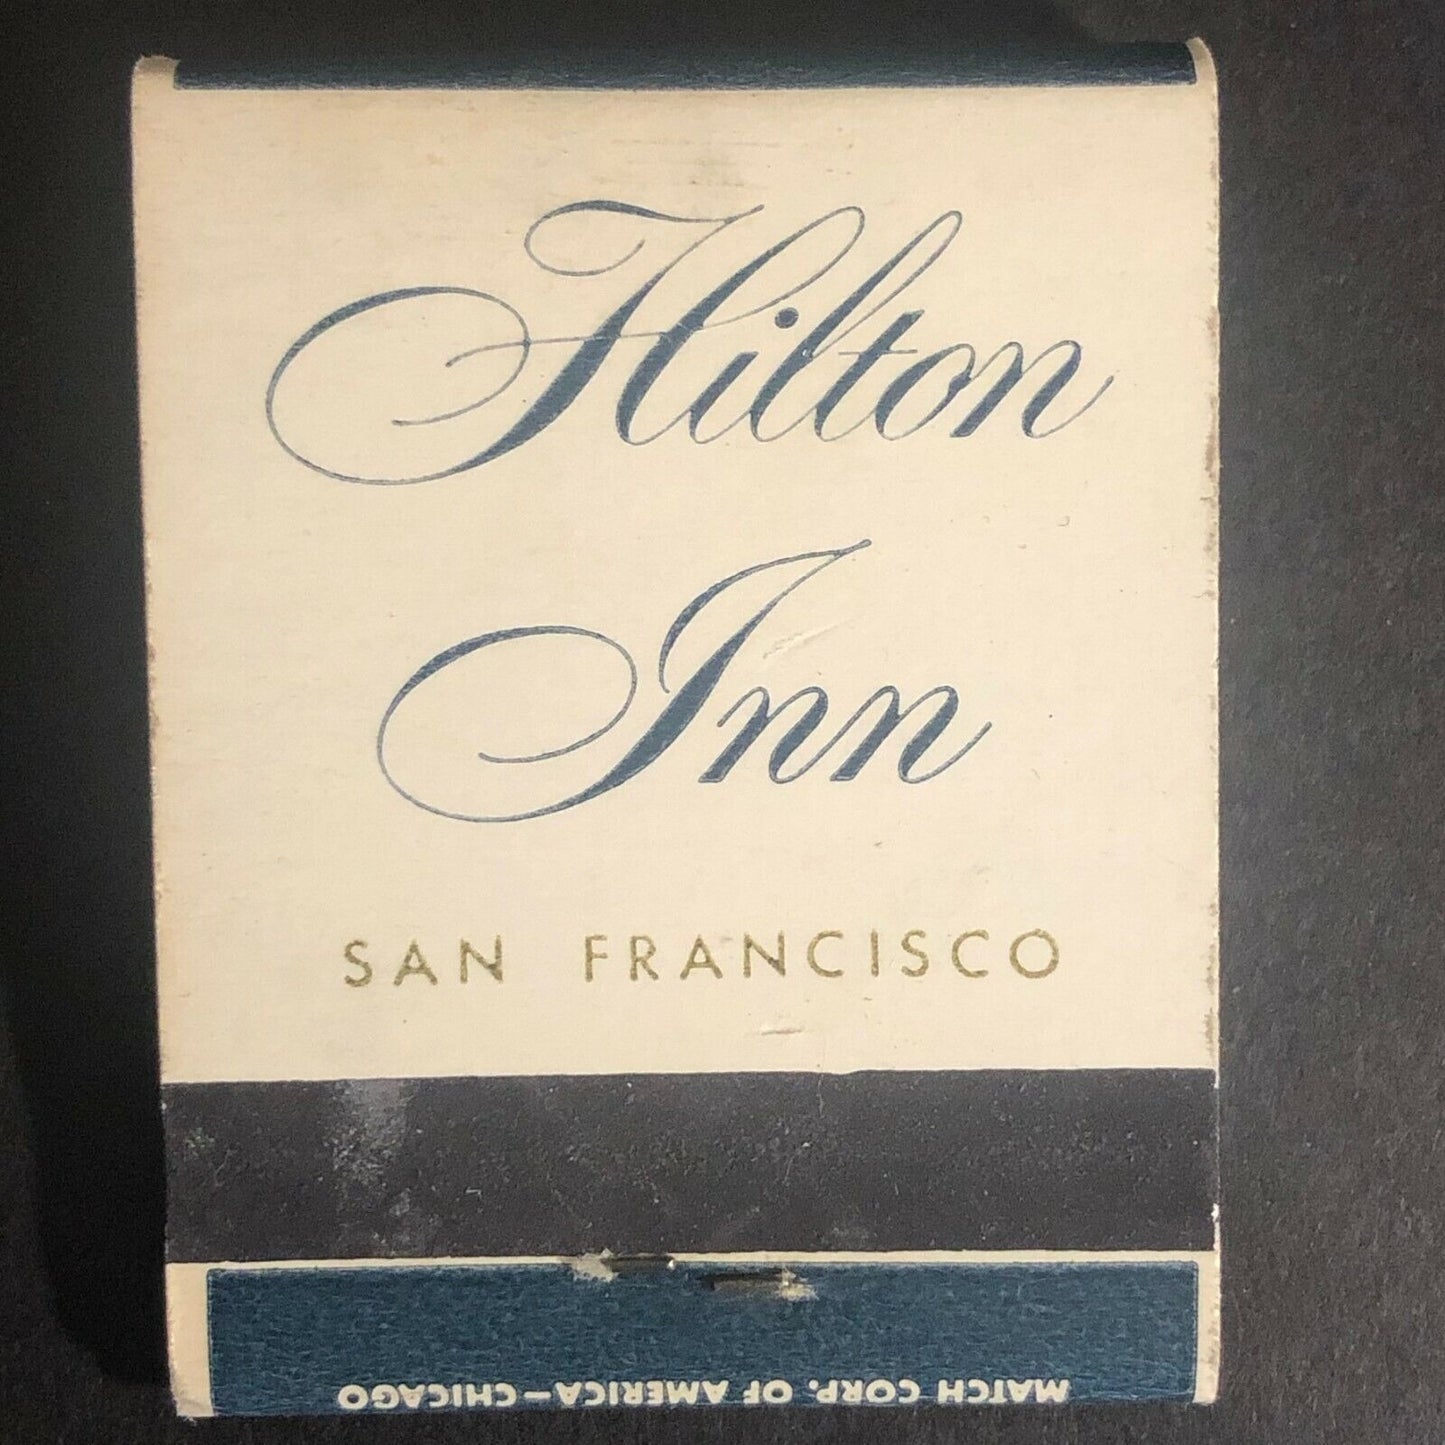 Hilton
Inn
SAN FRANCISCO
MATCH CORP. OF AMERICA—CHICAGO